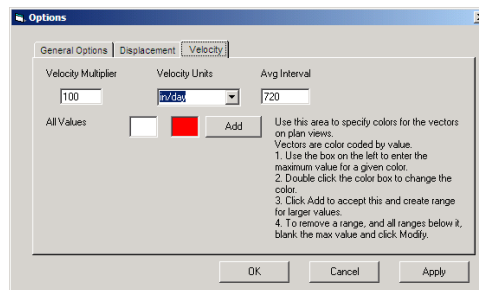 Options
General Options Displacement Velocity
Velocity Multiplier Velocity Units Avg Interval
100 in/day 720
All Values Add
Use this area to specify colors for the vectors
on plan views.
Vectors are color coded by value.
1. Use the box on the left to enter the
maximum value for a given color.
2. Double click the color box to change the
color.
3. Click Add to accept this and create range
for larger values.
4. To remove a range, and all ranges below it,
blank the max value and click Modify.
OK Cancel Apply